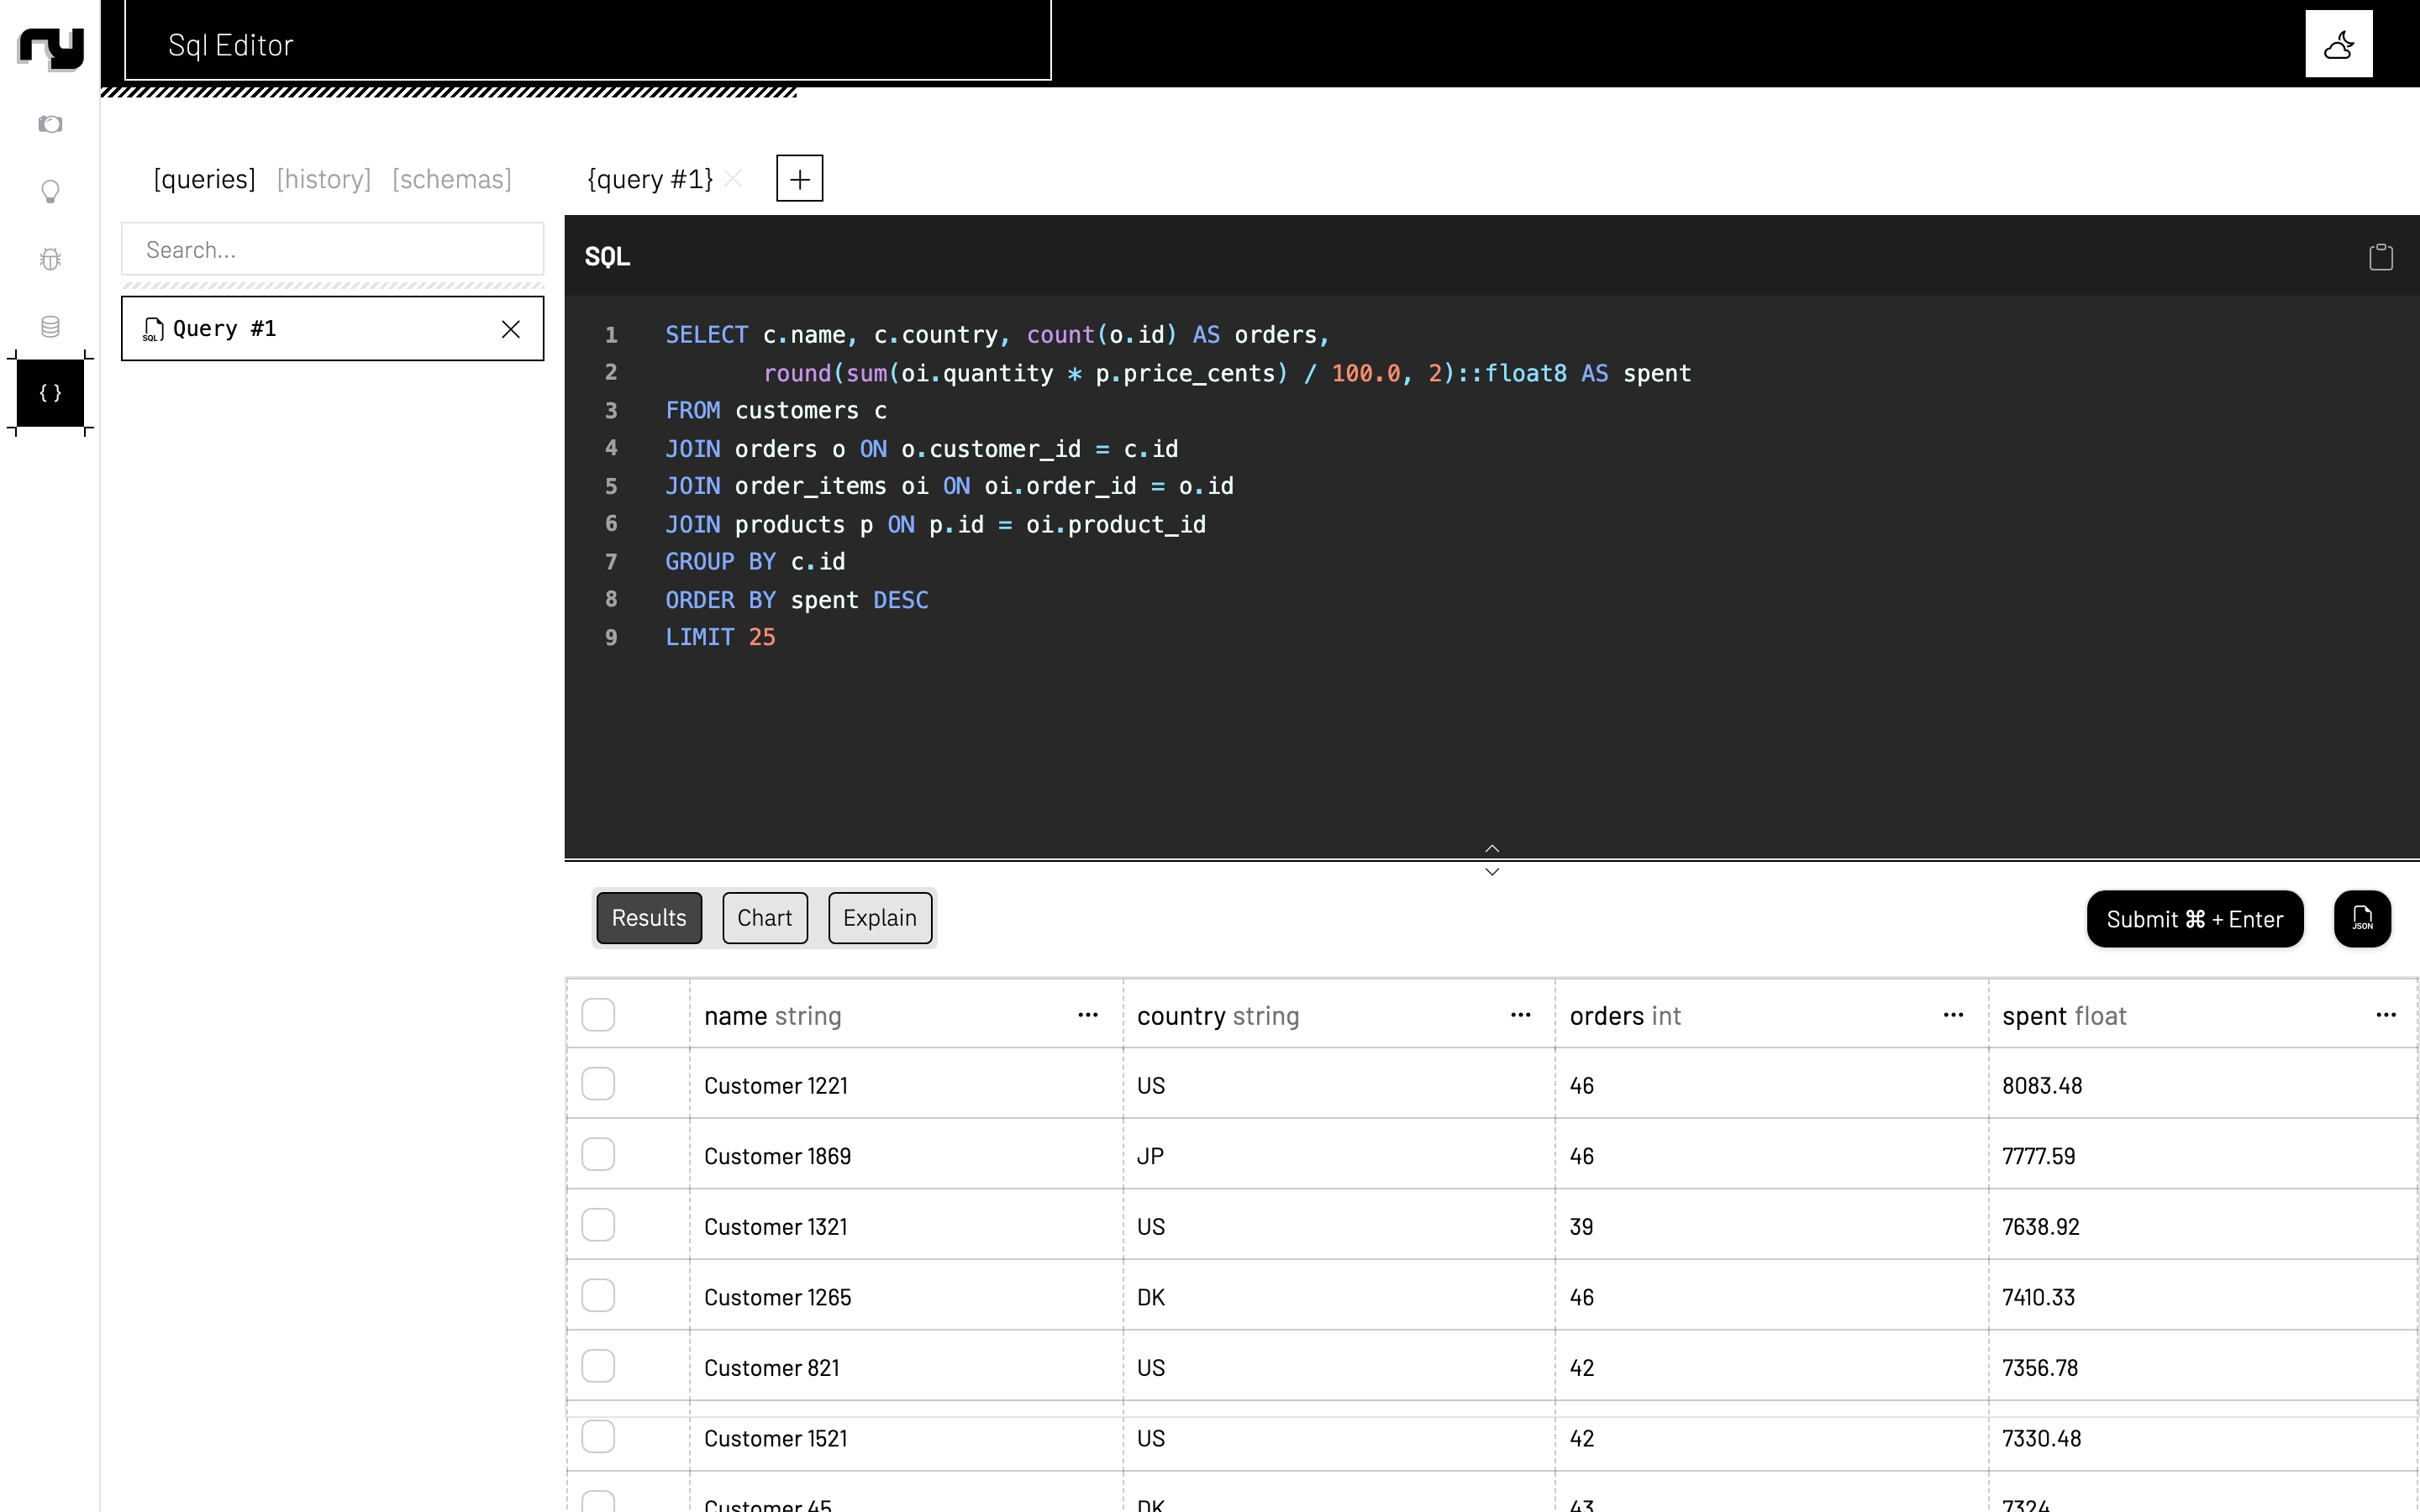 Sql Editor
[queries] [history] [schemas]
{query #1}
Search...
Query #1
SQL
1 SELECT c.name, c.country, count(o.id) AS orders,
2 round(sum(oi.quantity * p.price_cents) / 100.0, 2)::float8 AS spent
3 FROM customers c
4 JOIN orders o ON o.customer_id = c.id
5 JOIN order_items oi ON oi.order_id = o.id
6 JOIN products p ON p.id = oi.product_id
7 GROUP BY c.id
8 ORDER BY spent DESC
9 LIMIT 25
Results Chart Explain
Submit ⌘ + Enter
JSON
name string country string orders int spent float
Customer 1221 US 46 8083.48
Customer 1869 JP 46 7777.59
Customer 1321 US 39 7638.92
Customer 1265 DK 46 7410.33
Customer 821 US 42 7356.78
Customer 1521 US 42 7330.48
Customer 45 DK 43 7324